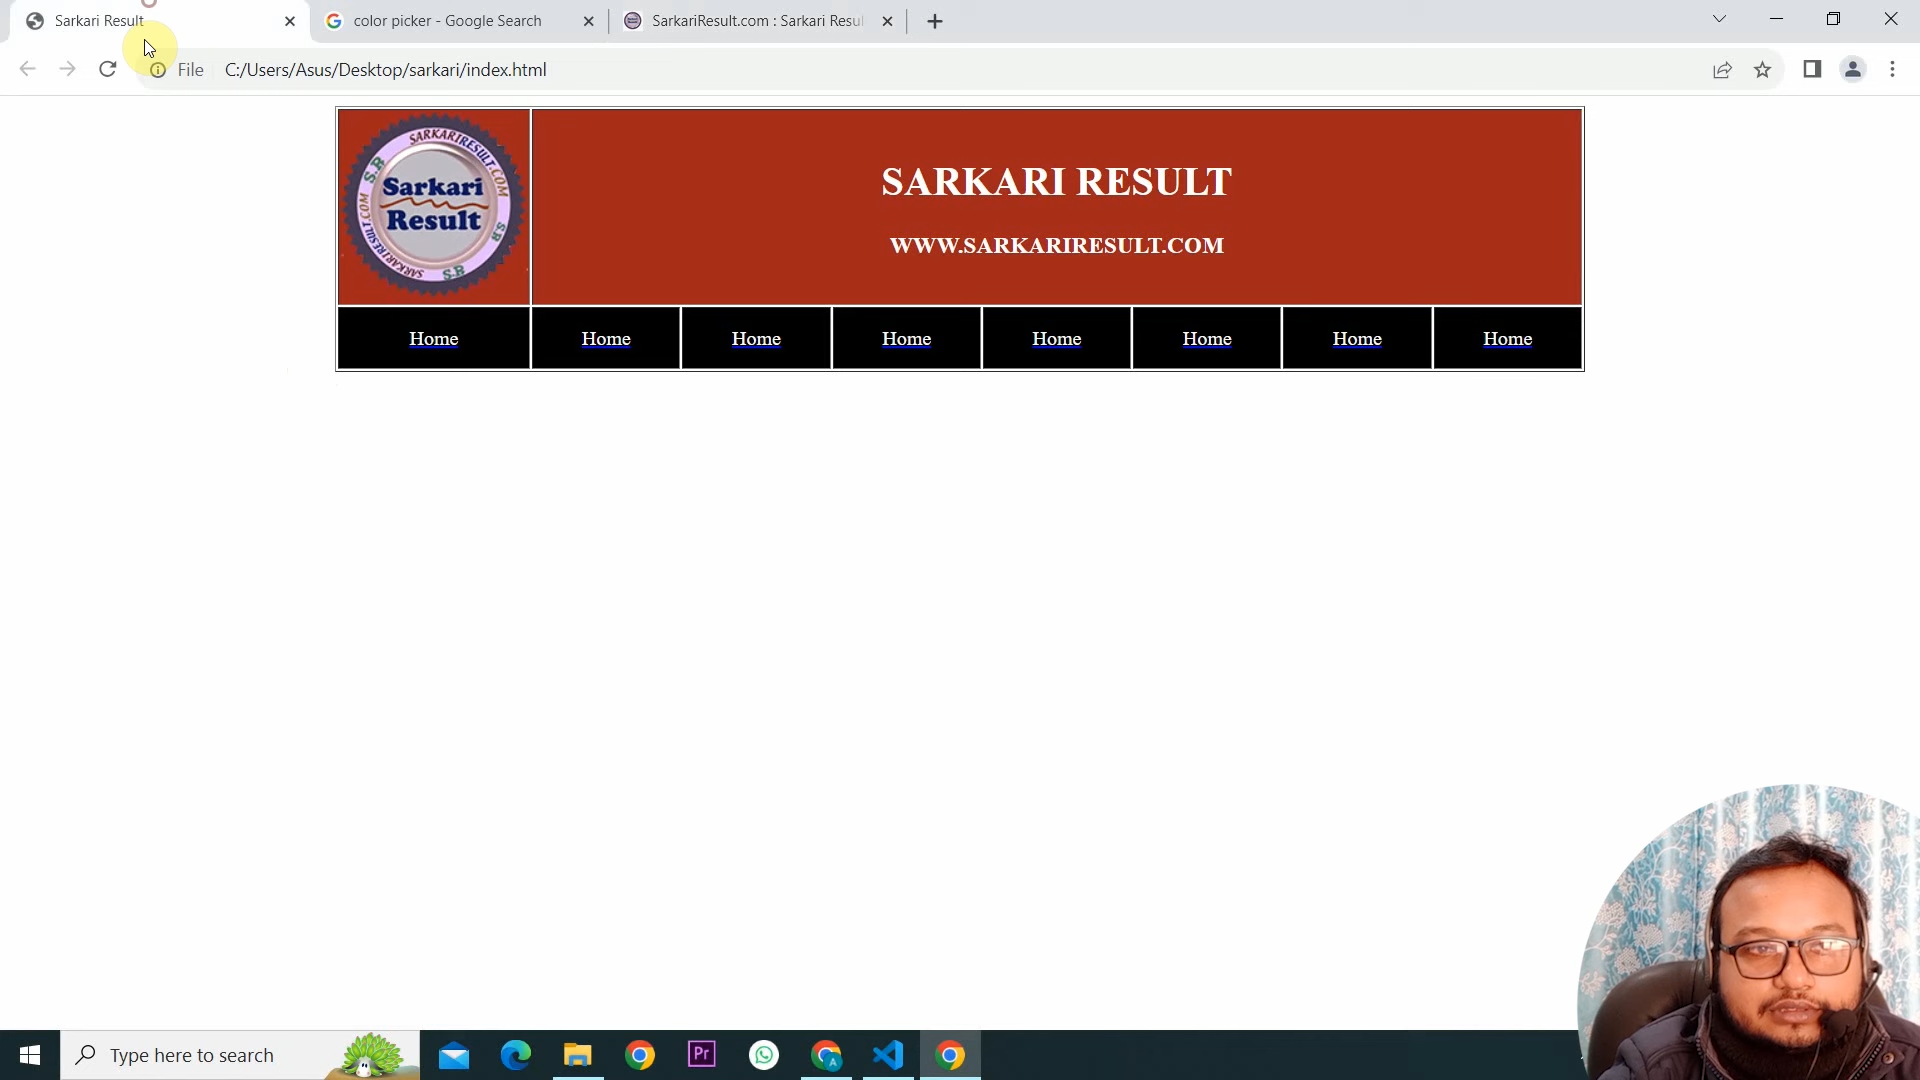 Sarkari Result
color picker - Google Search
SarkariResult.com : Sarkari Resul
File
C:/Users/Asus/Desktop/sarkari/index.html
SARKARIRESULT.COM
S.R
Sarkari
Result
SARKARIRESULT.COM
S.R
SARKARI RESULT
WWW.SARKARIRESULT.COM
Home Home Home Home Home Home Home Home
Type here to search
Pr
A